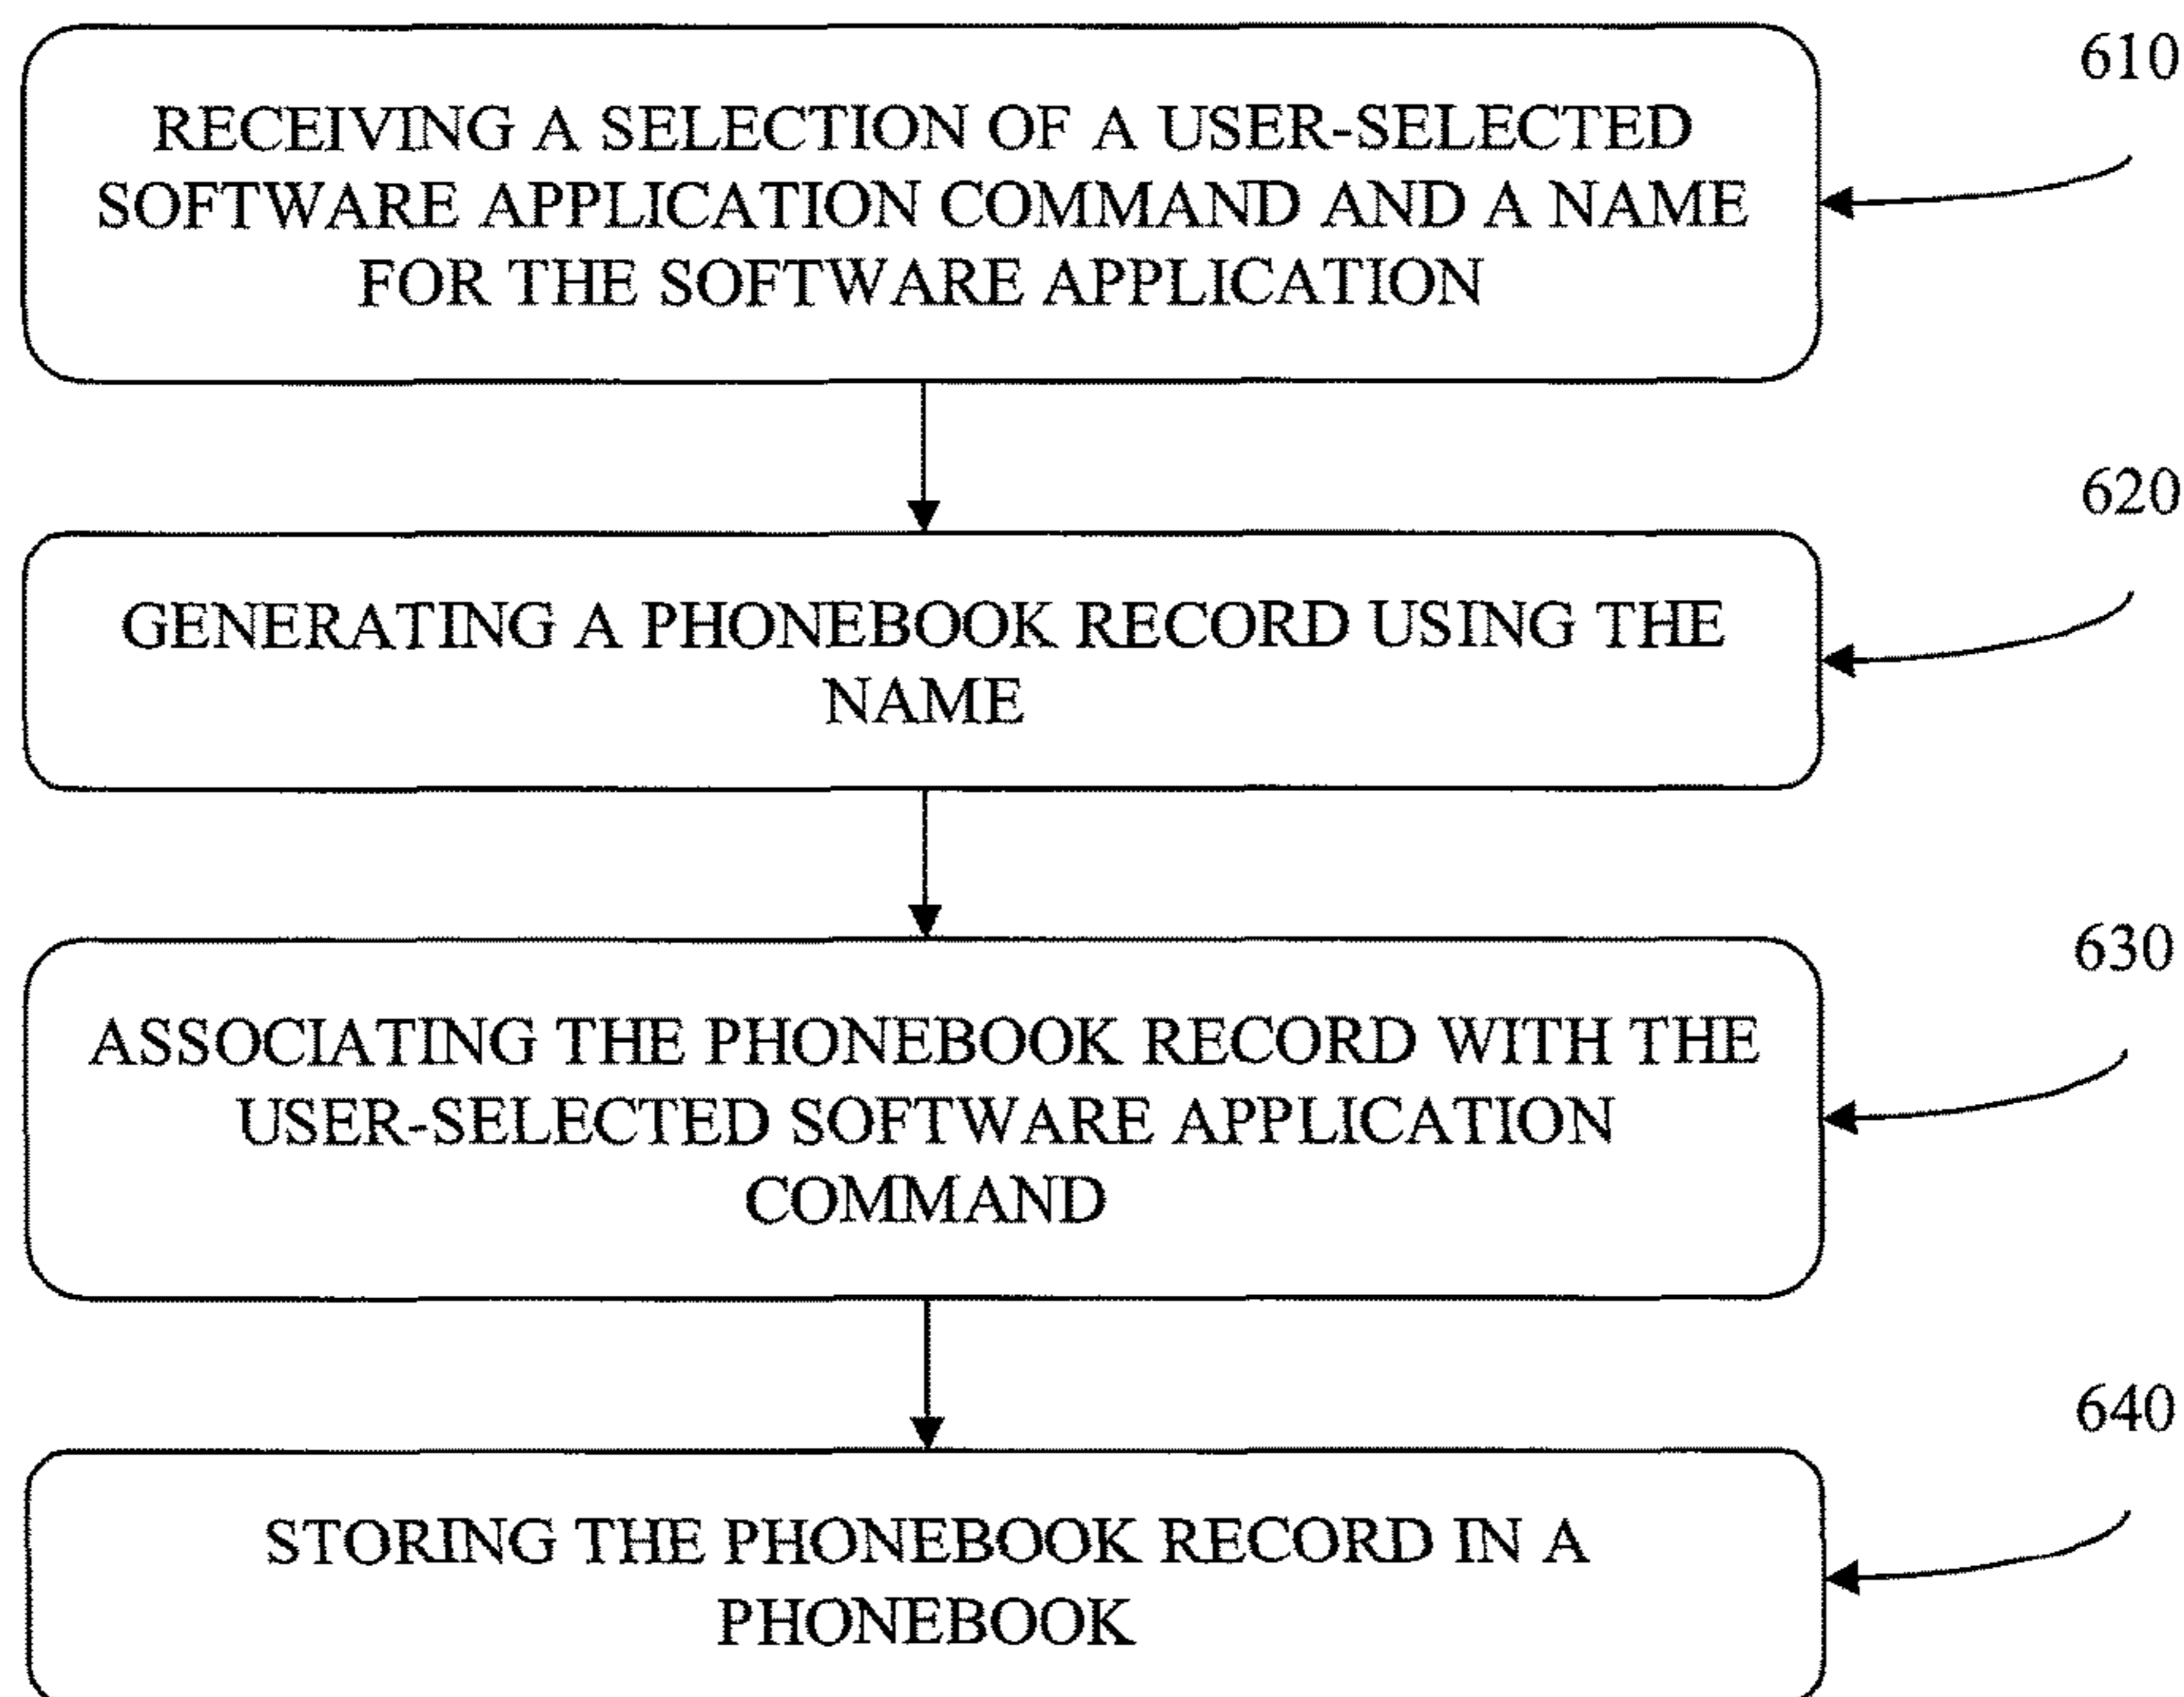 610
RECEIVING A SELECTION OF A USER-SELECTED
SOFTWARE APPLICATION COMMAND AND A NAME
FOR THE SOFTWARE APPLICATION
620
GENERATING A PHONEBOOK RECORD USING THE
NAME
630
ASSOCIATING THE PHONEBOOK RECORD WITH THE
USER-SELECTED SOFTWARE APPLICATION
COMMAND
640
STORING THE PHONEBOOK RECORD IN A
PHONEBOOK